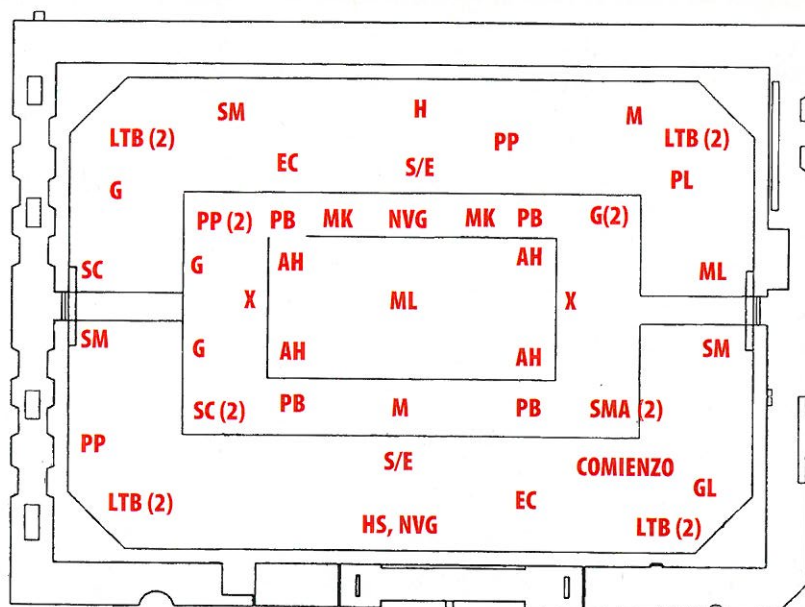 SM H M
LTB (2) PP LTB (2)
EC S/E
G PL
PP (2) PB MK NVG MK PB G(2)
G AH AH
SC ML
X ML X
SM G AH AH SM
SC (2) PB M PB SMA (2)
PP
S/E COMIENZO
LTB (2) EC GL
HS, NVG LTB (2)